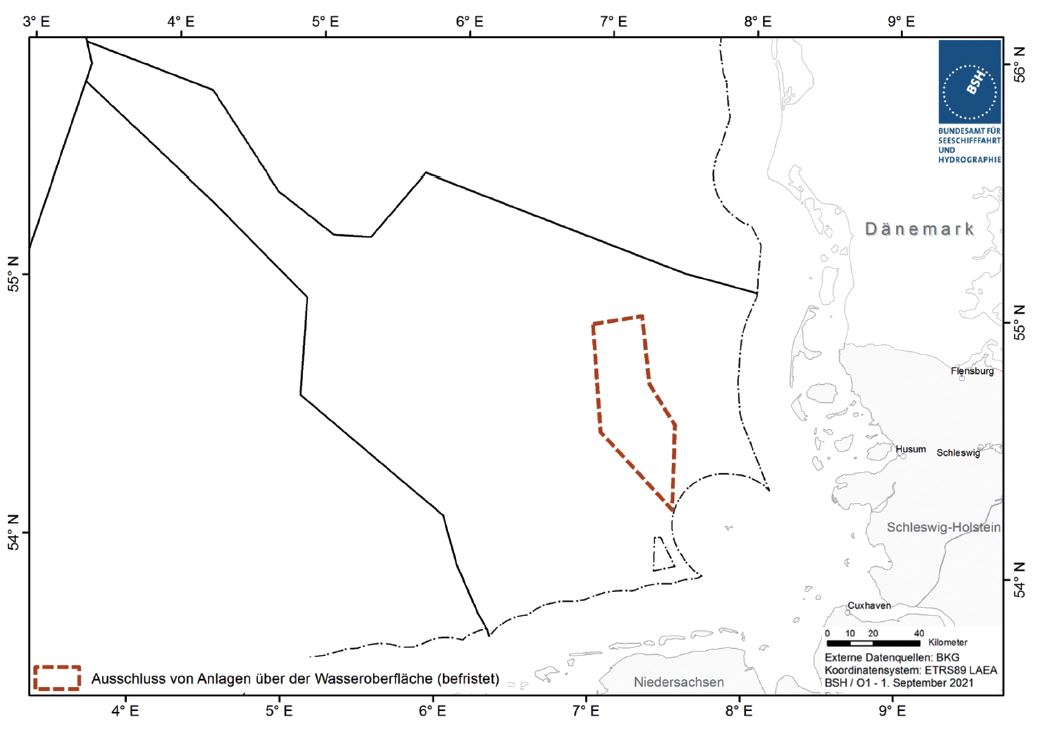 3° E 4° E 5° E 6° E 7° E 8° E 9° E
56° N
BSH
BUNDESAMT FÜR
SEESCHIFFFAHRT
UND
HYDROGRAPHIE
Dänemark
55° N
55° N
Flensburg
Husum Schleswig
54° N
Schleswig-Holstein
54° N
Cuxhaven
0 10 20 40
Kilometer
Externe Datenquellen: BKG
Koordinatensystem: ETRS89 LAEA
BSH / O1 - 1. September 2021
Ausschluss von Anlagen über der Wasseroberfläche (befristet)
Niedersachsen
4° E 5° E 6° E 7° E 8° E 9° E